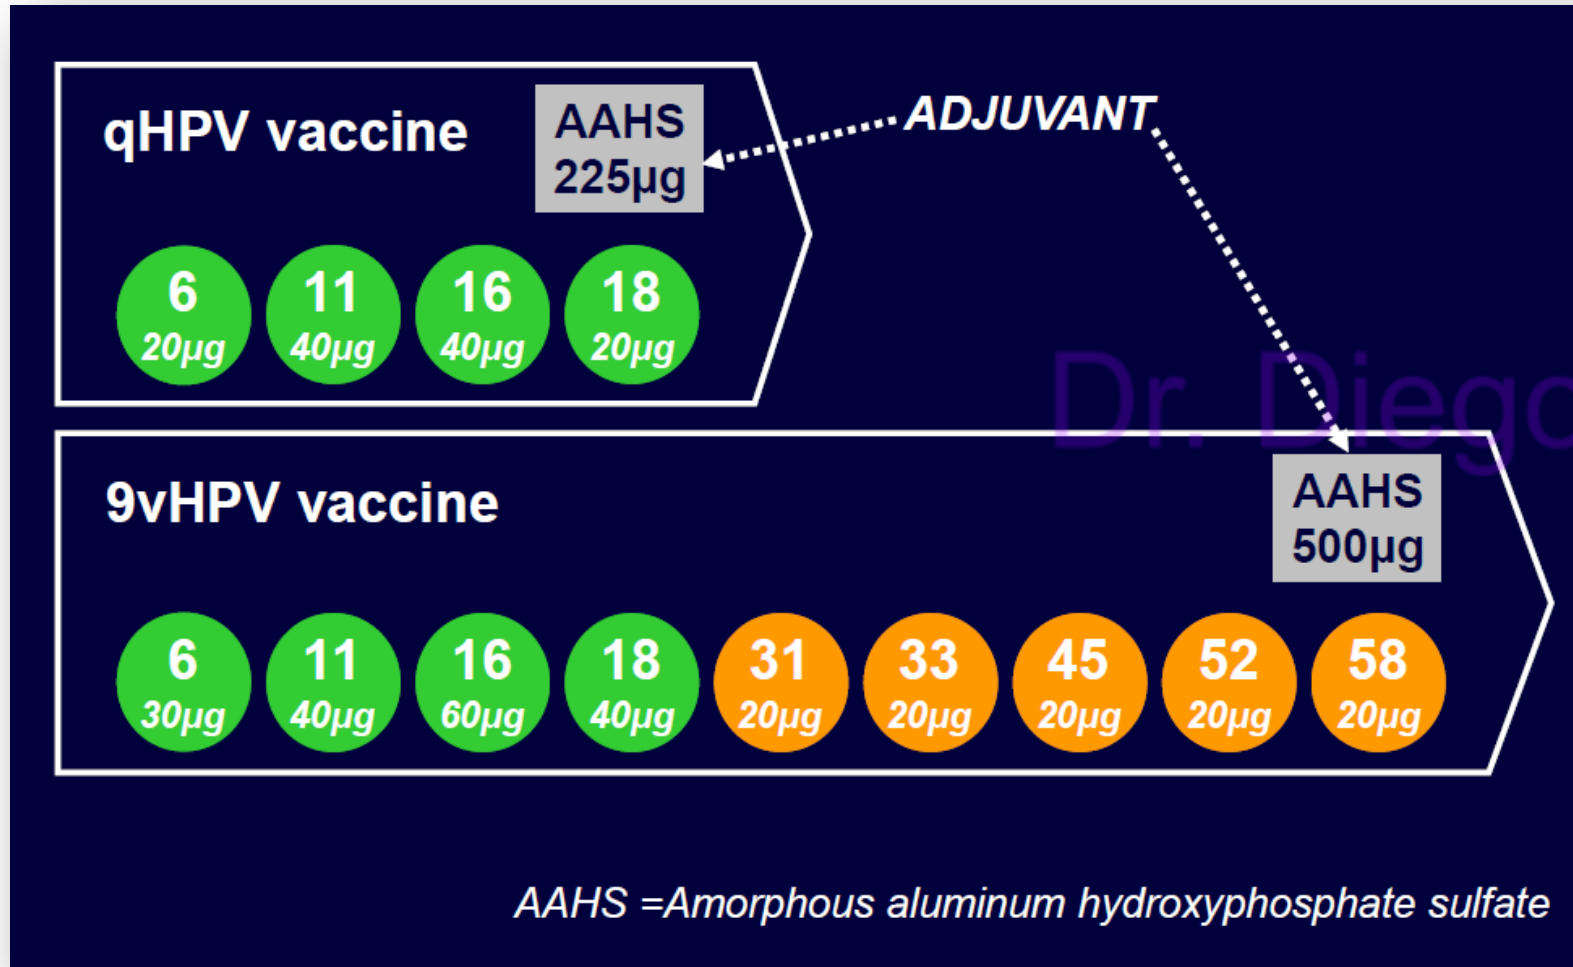 qHPV vaccine
AAHS
225µg
ADJUVANT
6
20µg
11
40µg
16
40µg
18
20µg
Dr. Diego
9vHPV vaccine
AAHS
500µg
6
30µg
11
40µg
16
60µg
18
40µg
31
20µg
33
20µg
45
20µg
52
20µg
58
20µg
AAHS =Amorphous aluminum hydroxyphosphate sulfate